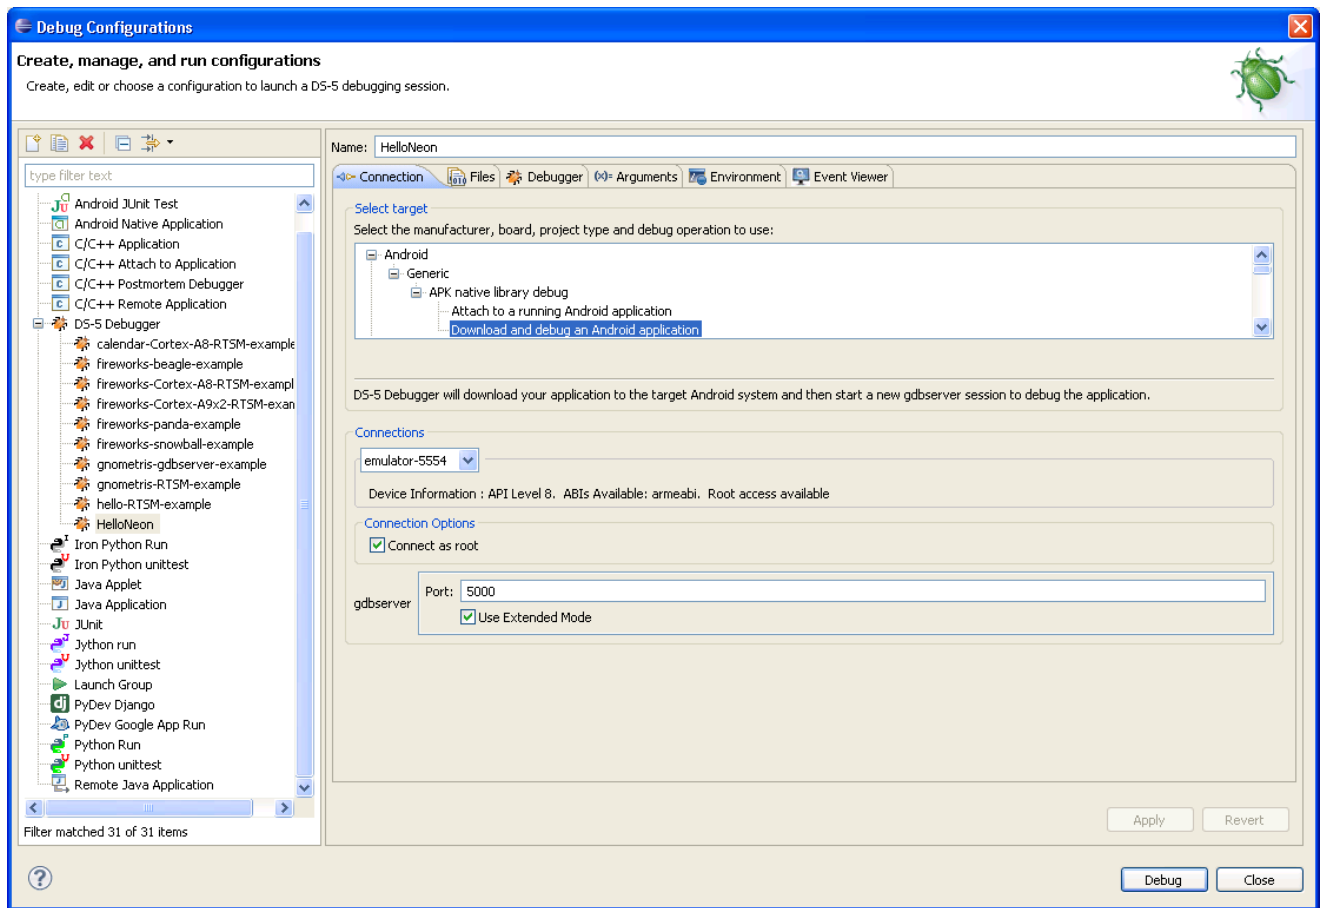 Debug Configurations
Create, manage, and run configurations
Create, edit or choose a configuration to launch a DS-5 debugging session.
type filter text
Android JUnit Test
Android Native Application
C/C++ Application
C/C++ Attach to Application
C/C++ Postmortem Debugger
C/C++ Remote Application
DS-5 Debugger
calendar-Cortex-A8-RTSM-example
fireworks-beagle-example
fireworks-Cortex-A8-RTSM-exampl
fireworks-Cortex-A9x2-RTSM-exan
fireworks-panda-example
fireworks-snowball-example
gnometris-gdbserver-example
gnometris-RTSM-example
hello-RTSM-example
HelloNeon
Iron Python Run
Iron Python unittest
Java Applet
Java Application
JUnit
Jython run
Jython unittest
Launch Group
PyDev Django
PyDev Google App Run
Python Run
Python unittest
Remote Java Application
Filter matched 31 of 31 items
Name: HelloNeon
Connection Files Debugger (x)= Arguments Environment Event Viewer
Select target
Select the manufacturer, board, project type and debug operation to use:
Android
Generic
APK native library debug
Attach to a running Android application
Download and debug an Android application
DS-5 Debugger will download your application to the target Android system and then start a new gdbserver session to debug the application.
Connections
emulator-5554
Device Information : API Level 8. ABIs Available: armeabi. Root access available
Connection Options
Connect as root
gdbserver
Port: 5000
Use Extended Mode
Apply Revert
Debug Close